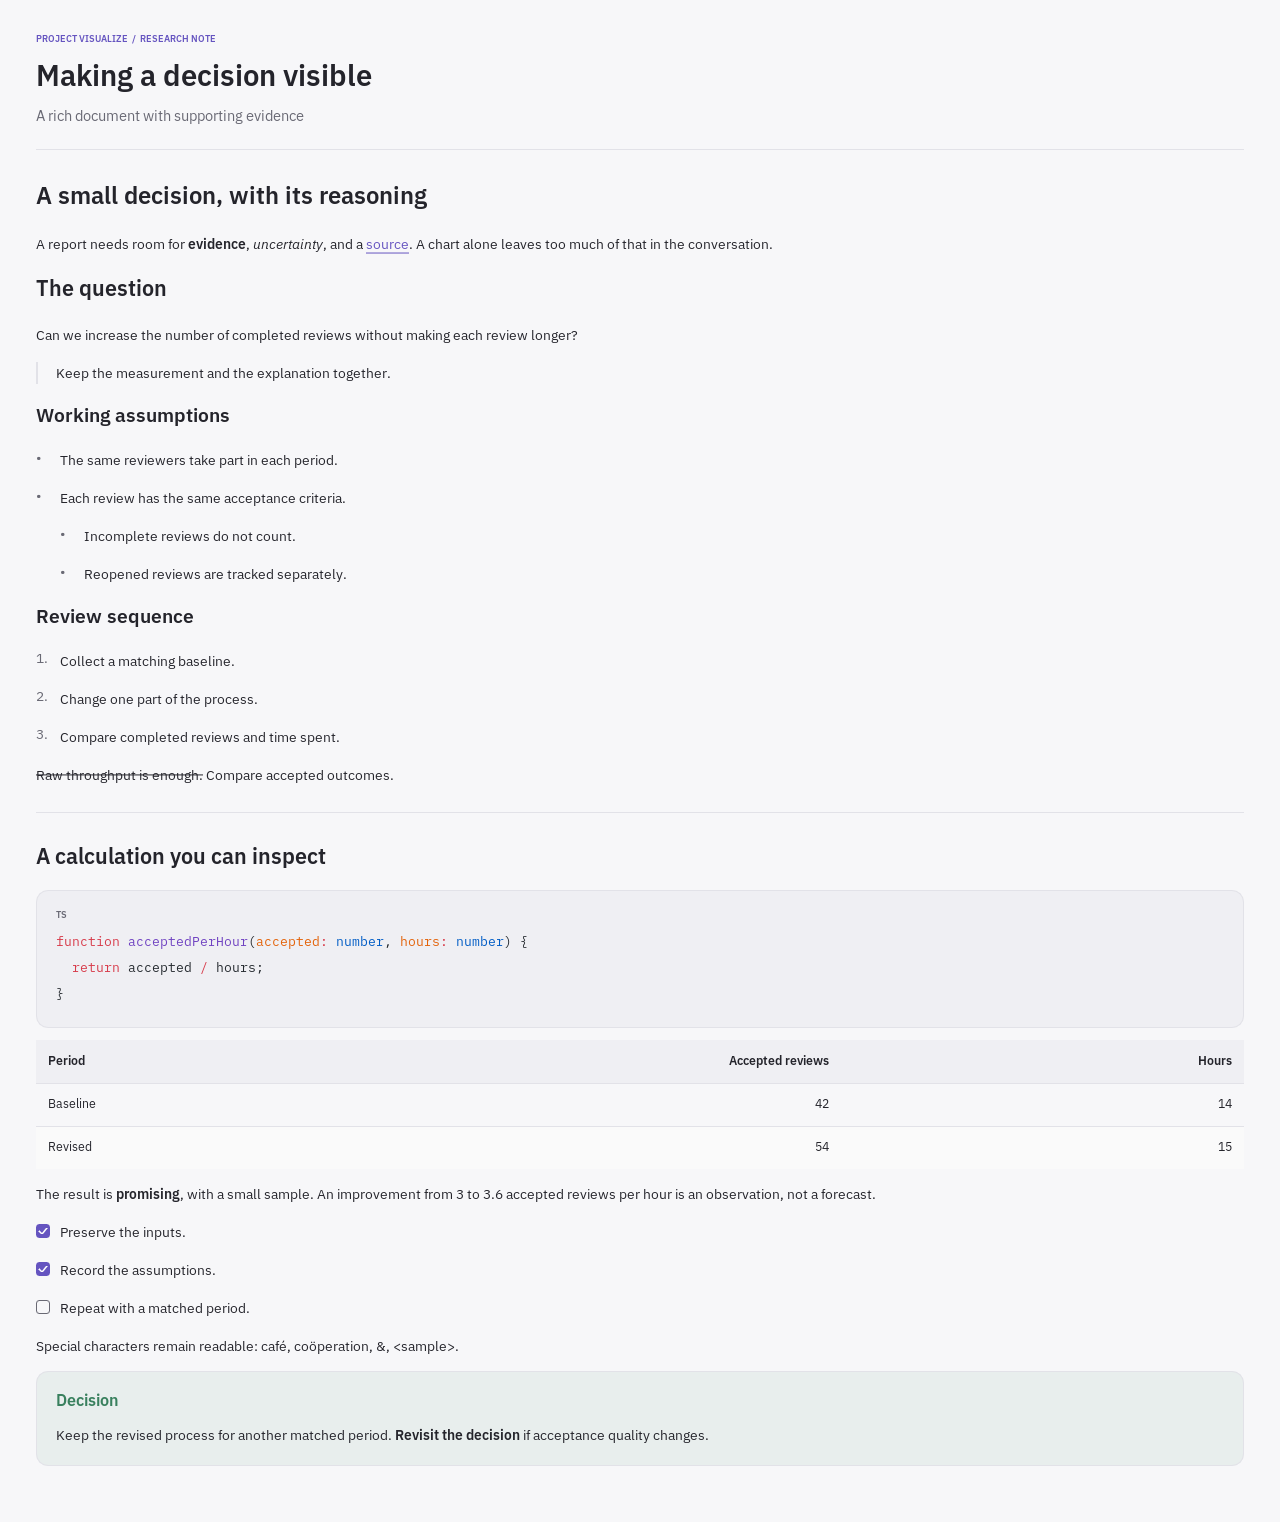 PROJECT VISUALIZE / RESEARCH NOTE
Making a decision visible
A rich document with supporting evidence
A small decision, with its reasoning
A report needs room for evidence, uncertainty, and a source. A chart alone leaves too much of that in the conversation.
The question
Can we increase the number of completed reviews without making each review longer?
Keep the measurement and the explanation together.
Working assumptions
• The same reviewers take part in each period.
• Each review has the same acceptance criteria.
• Incomplete reviews do not count.
• Reopened reviews are tracked separately.
Review sequence
1. Collect a matching baseline.
2. Change one part of the process.
3. Compare completed reviews and time spent.
Raw throughput is enough. Compare accepted outcomes.
A calculation you can inspect
TS
function acceptedPerHour(accepted: number, hours: number) {
  return accepted / hours;
}
Period Accepted reviews Hours
Baseline 42 14
Revised 54 15
The result is promising, with a small sample. An improvement from 3 to 3.6 accepted reviews per hour is an observation, not a forecast.
Preserve the inputs.
Record the assumptions.
Repeat with a matched period.
Special characters remain readable: café, coöperation, &, <sample>.
Decision
Keep the revised process for another matched period. Revisit the decision if acceptance quality changes.